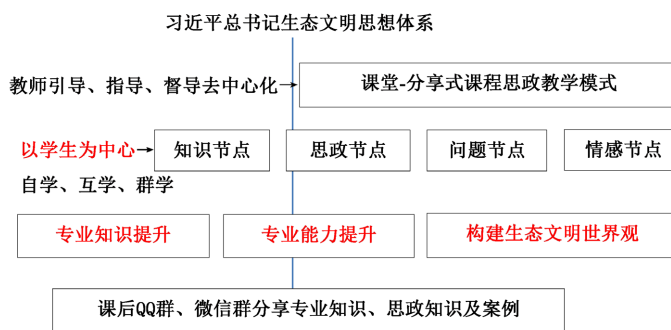 习近平总书记生态文明思想体系
教师引导、指导、督导去中心化
课堂-分享式课程思政教学模式
以学生为中心
知识节点
思政节点
问题节点
情感节点
自学、互学、群学
专业知识提升
专业能力提升
构建生态文明世界观
课后QQ群、微信群分享专业知识、思政知识及案例